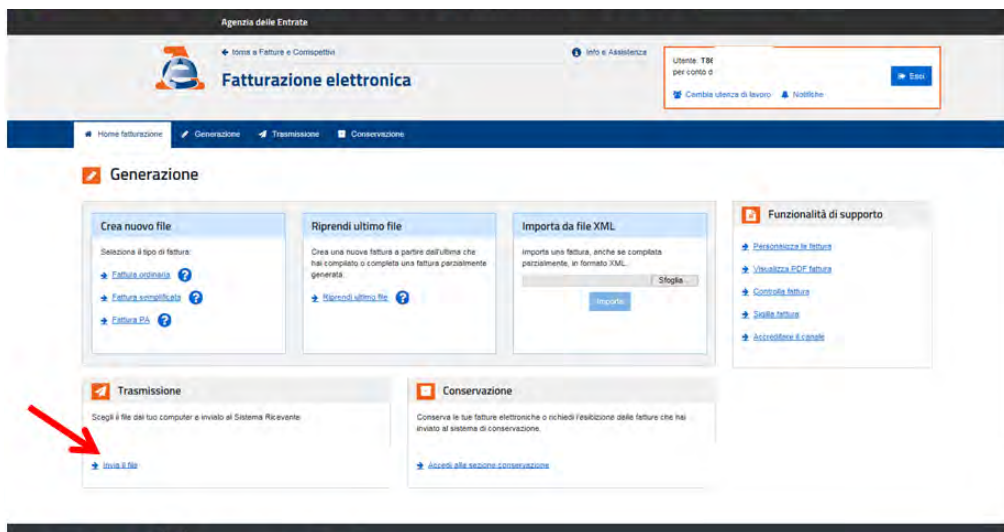 Agenzia delle Entrate
torna a Fatture e Corrispettivi
Info e Assistenza
Fatturazione elettronica
Utente: TBE
per conto d
Esci
Cambia utenza di lavoro
Notifiche
Home fatturazione
Generazione
Trasmissione
Conservazione
Generazione
Crea nuovo file
Seleziona il tipo di fattura:
Fattura ordinaria ?
Fattura semplificata ?
Fattura PA ?
Riprendi ultimo file
Crea una nuova fattura a partire dall'ultima che
hai compilato o completa una fattura parzialmente
generata.
Riprendi ultimo file ?
Importa da file XML
Importa una fattura, anche se compilata
parzialmente, in formato XML.
Sfoglia...
Importa
Funzionalità di supporto
Personalizza le fatture
Visualizza PDF fattura
Controlla fattura
Sigilla fattura
Accreditare il canale
Trasmissione
Scegli il file dal tuo computer e invialo al Sistema Ricevente.
Invia il file
Conservazione
Conserva le tue fatture elettroniche o richiedi l'esibizione delle fatture che hai
inviato al sistema di conservazione.
Accedi alla sezione conservazione